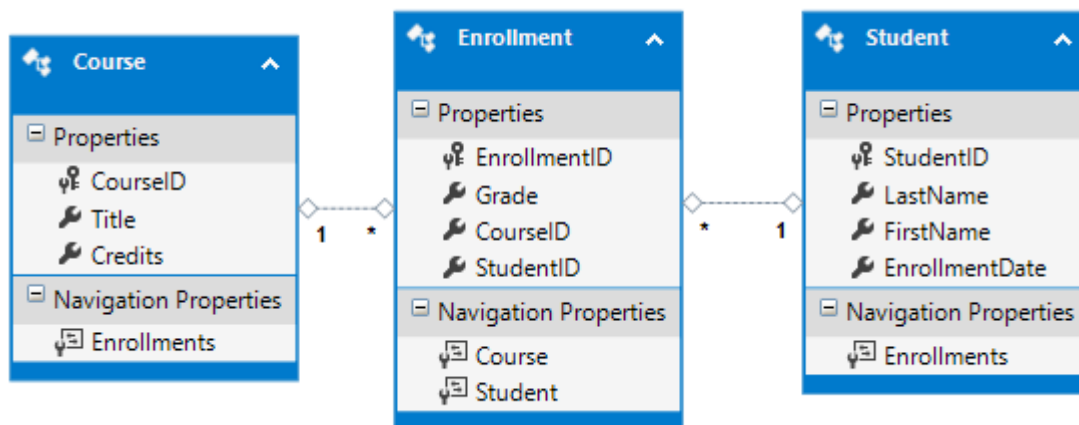 Course
Properties
CourseID
Title
Credits
Navigation Properties
Enrollments
1 *
Enrollment
Properties
EnrollmentID
Grade
CourseID
StudentID
Navigation Properties
Course
Student
* 1
Student
Properties
StudentID
LastName
FirstName
EnrollmentDate
Navigation Properties
Enrollments